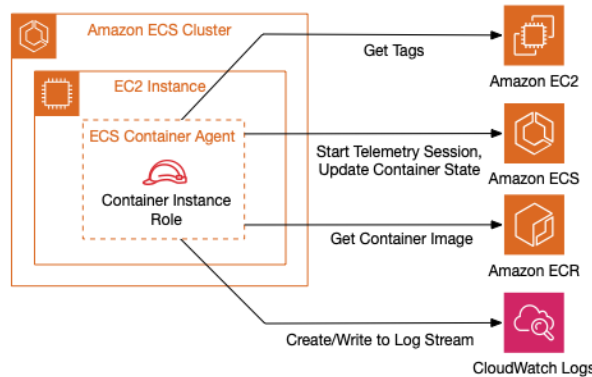 Amazon ECS Cluster
EC2 Instance
ECS Container Agent
Container Instance
Role
Get Tags
Amazon EC2
Start Telemetry Session,
Update Container State
Amazon ECS
Get Container Image
Amazon ECR
Create/Write to Log Stream
CloudWatch Logs